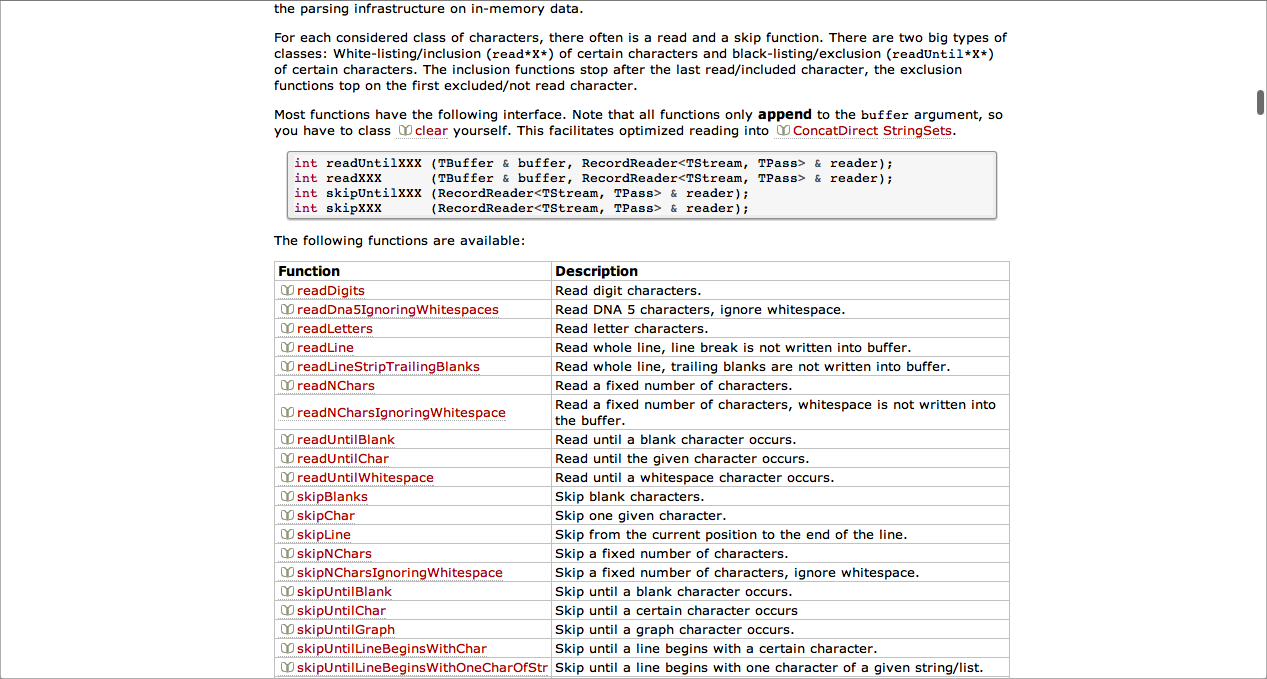 the parsing infrastructure on in-memory data.
For each considered class of characters, there often is a read and a skip function. There are two big types of
classes: White-listing/inclusion (read*X*) of certain characters and black-listing/exclusion (readUntil*X*)
of certain characters. The inclusion functions stop after the last read/included character, the exclusion
functions top on the first excluded/not read character.
Most functions have the following interface. Note that all functions only append to the buffer argument, so
you have to class clear yourself. This facilitates optimized reading into ConcatDirect StringSets.
int readUntilXXX (TBuffer & buffer, RecordReader<TStream, TPass> & reader);
int readXXX (TBuffer & buffer, RecordReader<TStream, TPass> & reader);
int skipUntilXXX (RecordReader<TStream, TPass> & reader);
int skipXXX (RecordReader<TStream, TPass> & reader);
The following functions are available:
Function Description
readDigits Read digit characters.
readDna5IgnoringWhitespaces Read DNA 5 characters, ignore whitespace.
readLetters Read letter characters.
readLine Read whole line, line break is not written into buffer.
readLineStripTrailingBlanks Read whole line, trailing blanks are not written into buffer.
readNChars Read a fixed number of characters.
readNCharsIgnoringWhitespace Read a fixed number of characters, whitespace is not written into
the buffer.
readUntilBlank Read until a blank character occurs.
readUntilChar Read until the given character occurs.
readUntilWhitespace Read until a whitespace character occurs.
skipBlanks Skip blank characters.
skipChar Skip one given character.
skipLine Skip from the current position to the end of the line.
skipNChars Skip a fixed number of characters.
skipNCharsIgnoringWhitespace Skip a fixed number of characters, ignore whitespace.
skipUntilBlank Skip until a blank character occurs.
skipUntilChar Skip until a certain character occurs
skipUntilGraph Skip until a graph character occurs.
skipUntilLineBeginsWithChar Skip until a line begins with a certain character.
skipUntilLineBeginsWithOneCharOfStr Skip until a line begins with one character of a given string/list.